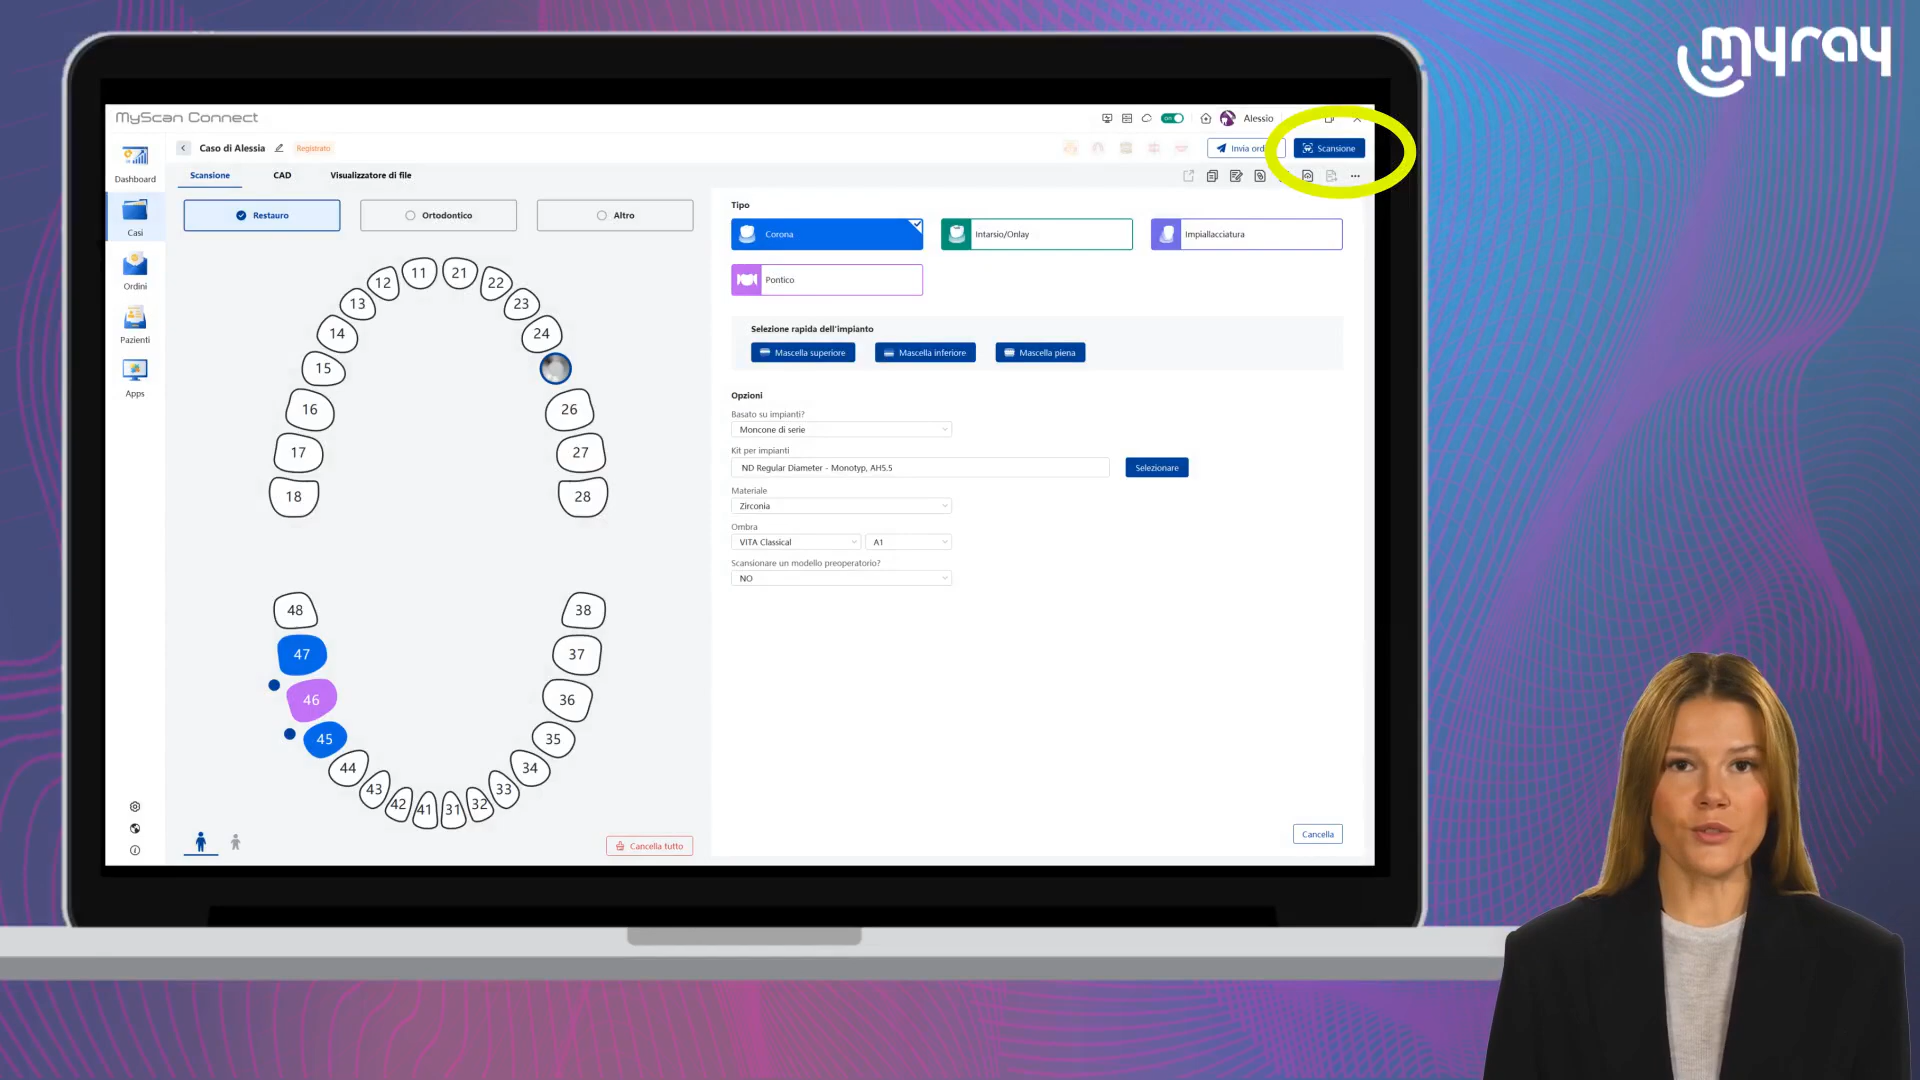 myray
MyScan Connect
on
Alessio
Caso di Alessia
Registrato
Invia ord
Scansione
Dashboard
Casi
Ordini
Pazienti
Apps
Scansione
CAD
Visualizzatore di file
Restauro
Ortodontico
Altro
11
21
12
22
13
23
14
24
15
16
26
17
27
18
28
48
38
47
37
46
36
45
35
44
34
43
33
42
32
41
31
Cancella tutto
Tipo
Corona
Intarsio/Onlay
Impiallacciatura
Pontico
Selezione rapida dell'impianto
Mascella superiore
Mascella inferiore
Mascella piena
Opzioni
Basato su impianti?
Moncone di serie
Kit per impianti
ND Regular Diameter - Monotyp, AH5.5
Selezionare
Materiale
Zirconia
Ombra
VITA Classical
A1
Scansionare un modello preoperatorio?
NO
Cancella